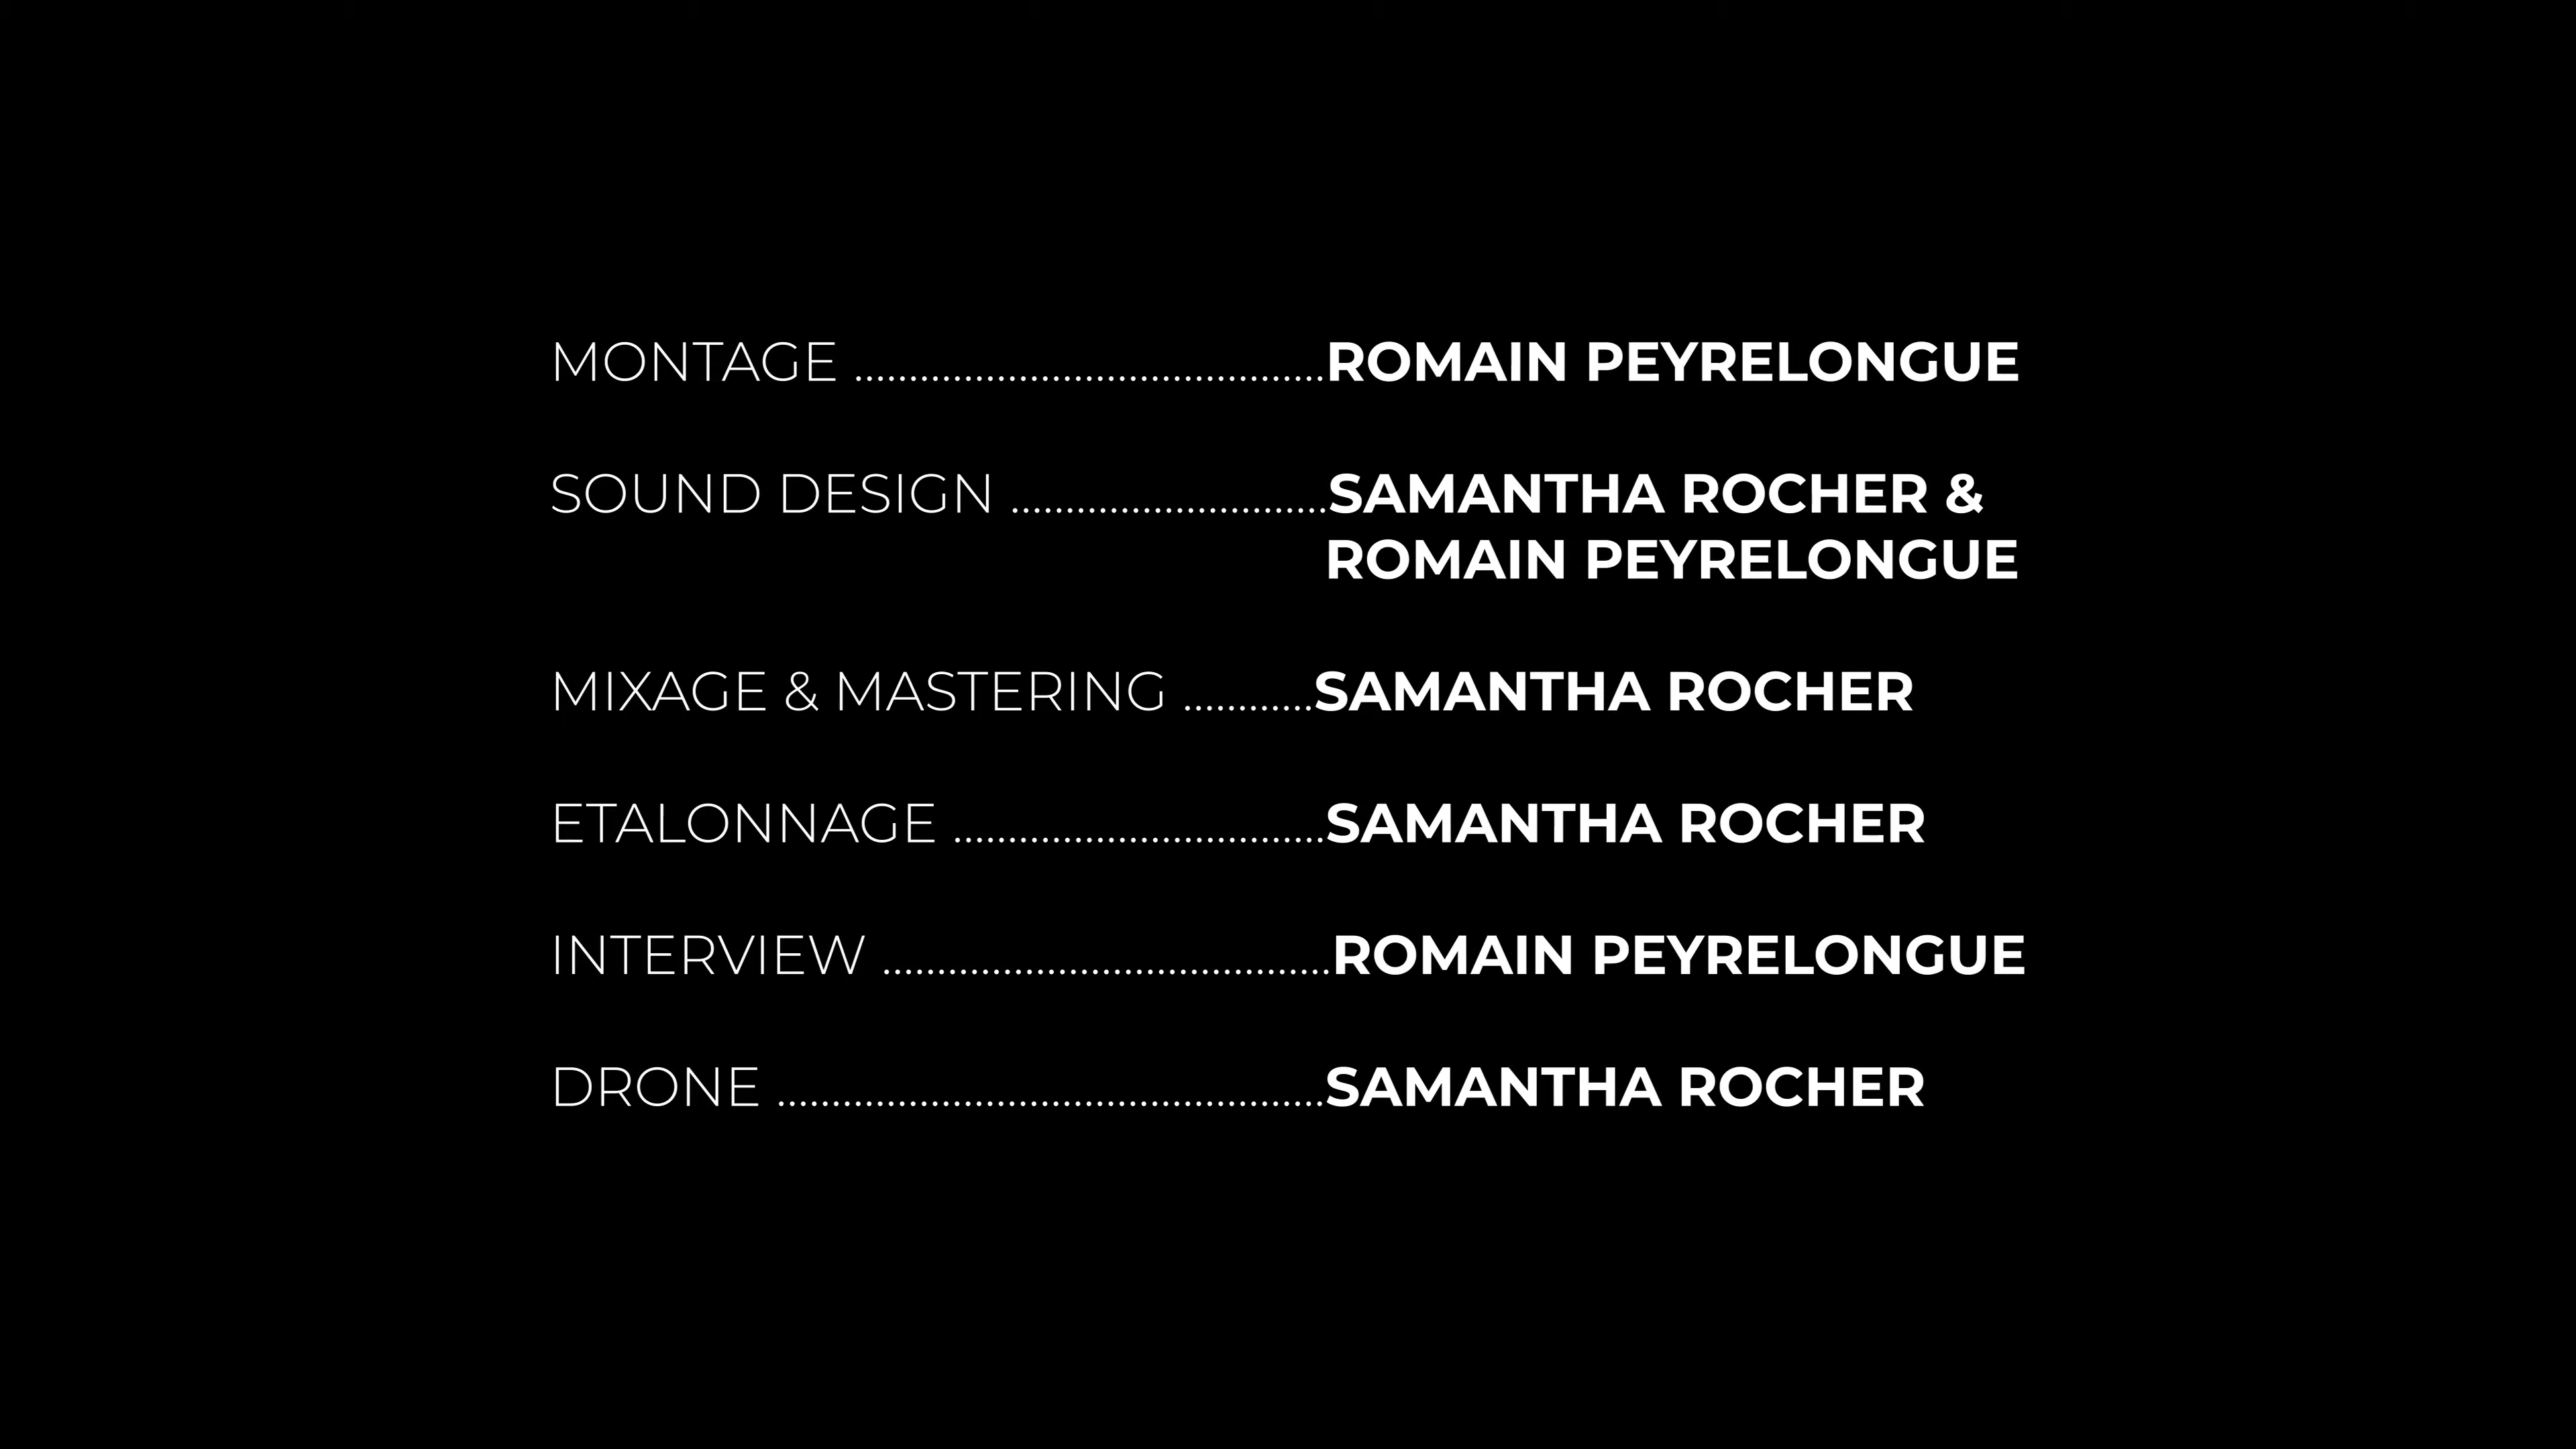 MONTAGE ...........................................ROMAIN PEYRELONGUE
SOUND DESIGN .............................SAMANTHA ROCHER &
ROMAIN PEYRELONGUE
MIXAGE & MASTERING ............SAMANTHA ROCHER
ETALONNAGE ..................................SAMANTHA ROCHER
INTERVIEW .........................................ROMAIN PEYRELONGUE
DRONE ..................................................SAMANTHA ROCHER